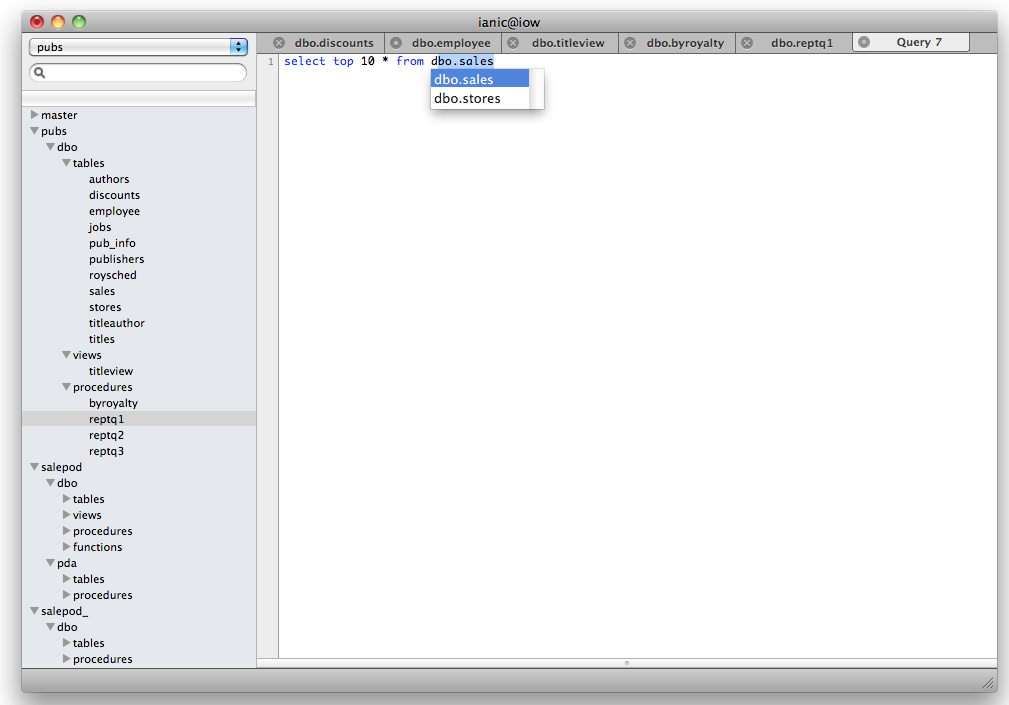 ianic@iow
pubs
dbo.discounts dbo.employee dbo.titleview dbo.byroyalty dbo.reptq1 Query 7
1 select top 10 * from dbo.sales
dbo.sales
dbo.stores
master
pubs
dbo
tables
authors
discounts
employee
jobs
pub_info
publishers
roysched
sales
stores
titleauthor
titles
views
titleview
procedures
byroyalty
reptq1
reptq2
reptq3
salepod
dbo
tables
views
procedures
functions
pda
tables
procedures
salepod_
dbo
tables
procedures